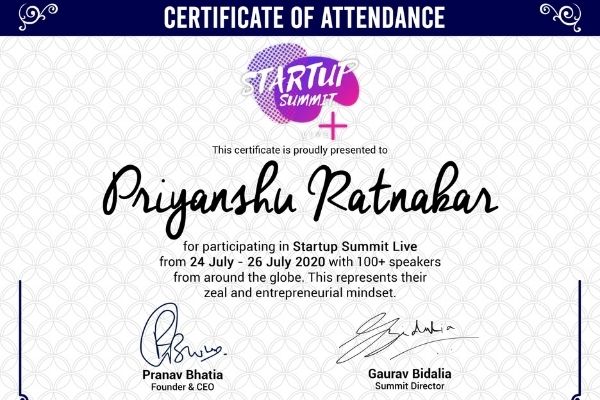 CERTIFICATE OF ATTENDANCE
STARTUP
SUMMIT
This certificate is proudly presented to
Priyanshu Ratnakar
for participating in Startup Summit Live
from 24 July - 26 July 2020 with 100+ speakers
from around the globe. This represents their
zeal and entrepreneurial mindset.
Pranav Bhatia
Founder & CEO
Gaurav Bidalia
Summit Director